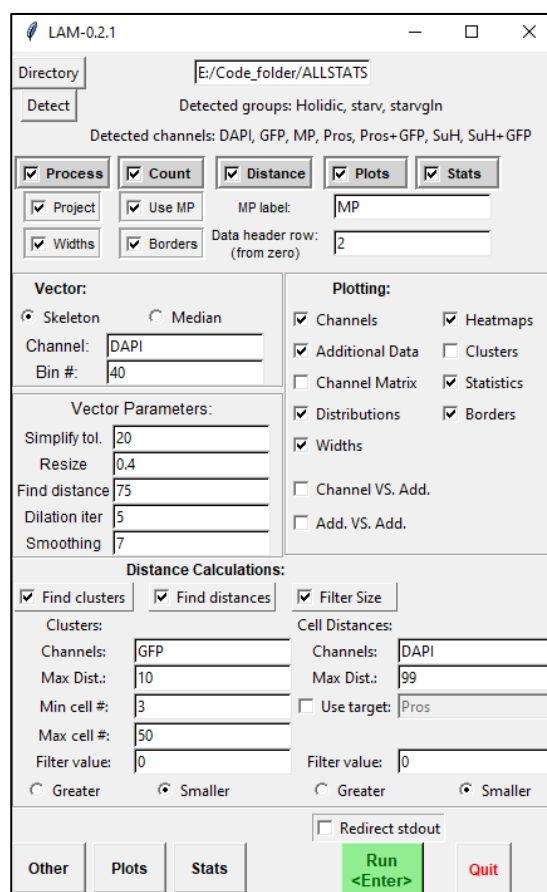 LAM-0.2.1
Directory E:/Code_folder/ALLSTATS
Detect Detected groups: Holidic, starv, starvgln
Detected channels: DAPI, GFP, MP, Pros, Pros+GFP, SuH, SuH+GFP
Process Count Distance Plots Stats
Project Use MP MP label: MP
Widths Borders Data header row: (from zero) 2
Vector:
Skeleton Median
Channel: DAPI
Bin #: 40
Vector Parameters:
Simplify tol. 20
Resize 0.4
Find distance 75
Dilation iter 5
Smoothing 7
Plotting:
Channels Heatmaps
Additional Data Clusters
Channel Matrix Statistics
Distributions Borders
Widths
Channel VS. Add.
Add. VS. Add.
Distance Calculations:
Find clusters Find distances Filter Size
Clusters:
Channels: GFP
Max Dist.: 10
Min cell #: 3
Max cell #: 50
Filter value: 0
Greater Smaller
Cell Distances:
Channels: DAPI
Max Dist.: 99
Use target: Pros
Filter value: 0
Greater Smaller
Redirect stdout
Other Plots Stats Run Quit
<Enter>